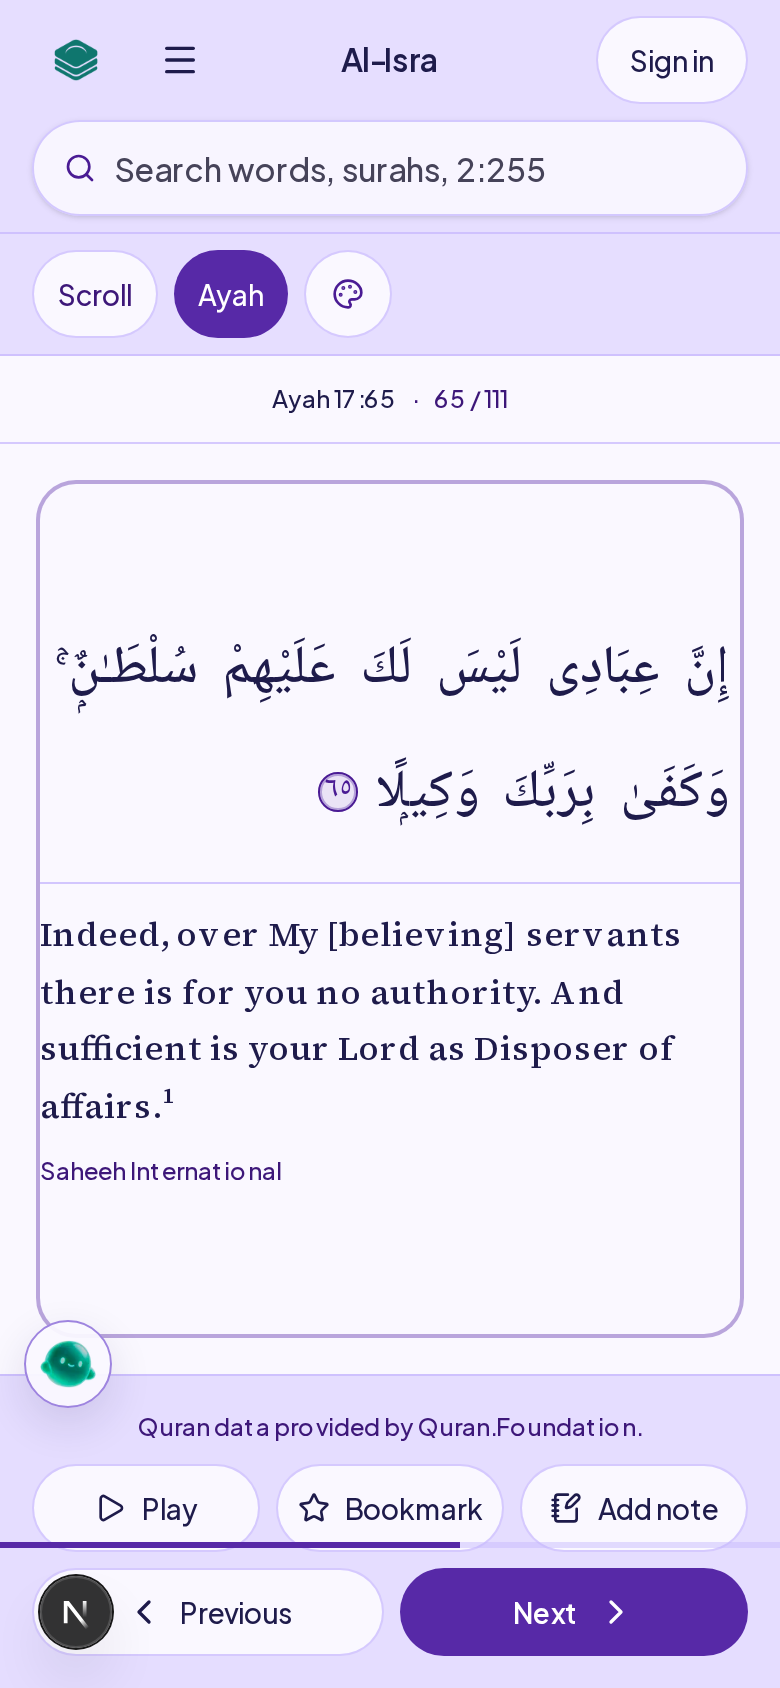 Al-Isra
Sign in
Search words, surahs, 2:255
Scroll
Ayah
Ayah 17:65 · 65 / 111
إِنَّ عِبَادِى لَيْسَ لَكَ عَلَيْهِمْ سُلْطَـٰنٌۭ ۚ
وَكَفَىٰ بِرَبِّكَ وَكِيلًۭا ٦٥
Indeed, over My [believing] servants
there is for you no authority. And
sufficient is your Lord as Disposer of
affairs.¹
Saheeh International
Quran data provided by Quran.Foundation.
Play
Bookmark
Add note
N
Previous
Next